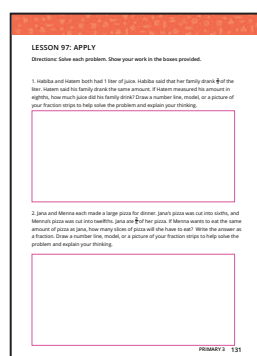 LESSON 97: APPLY
Directions: Solve each problem. Show your work in the boxes provided.
1. Habiba and Hatem both had 1 liter of juice. Habiba said that her family drank of the
liter. Hatem said his family drank the same amount. If Hatem measured his amount in
eighths, how much juice did his family drink? Draw a number line, model, or a picture of
your fraction strips to help solve the problem and explain your thinking.
2. Jana and Menna each made a large pizza for dinner. Jana's pizza was cut into sixths, and
Menna's pizza was cut into twelfths. Jana ate of her pizza. If Menna wants to eat the same
amount of pizza as Jana, how many slices of pizza will she have to eat? Write the answer as
a fraction. Draw a number line, model, or a picture of your fraction strips to help solve the
problem and explain your thinking.
PRIMARY 3 131